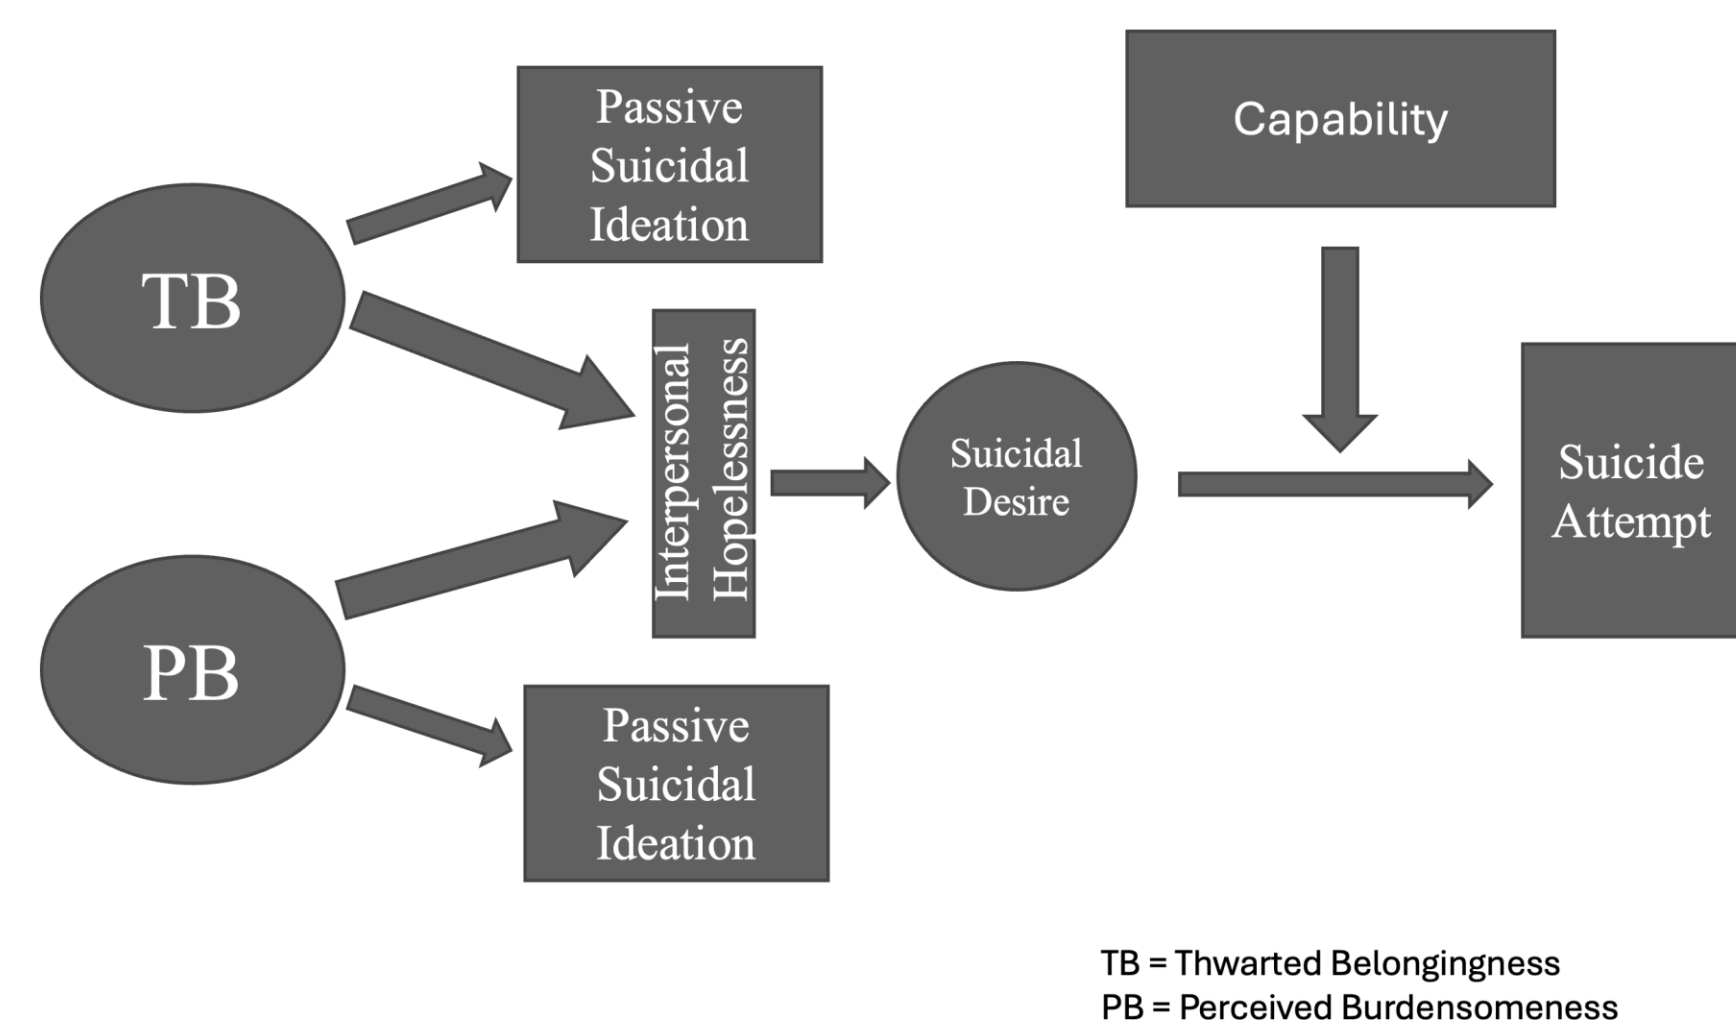 Passive
Suicidal
Ideation
Capability
TB
Interpersonal
Hopelessness
Suicidal
Desire
Suicide
Attempt
PB
Passive
Suicidal
Ideation
TB = Thwarted Belongingness
PB = Perceived Burdensomeness